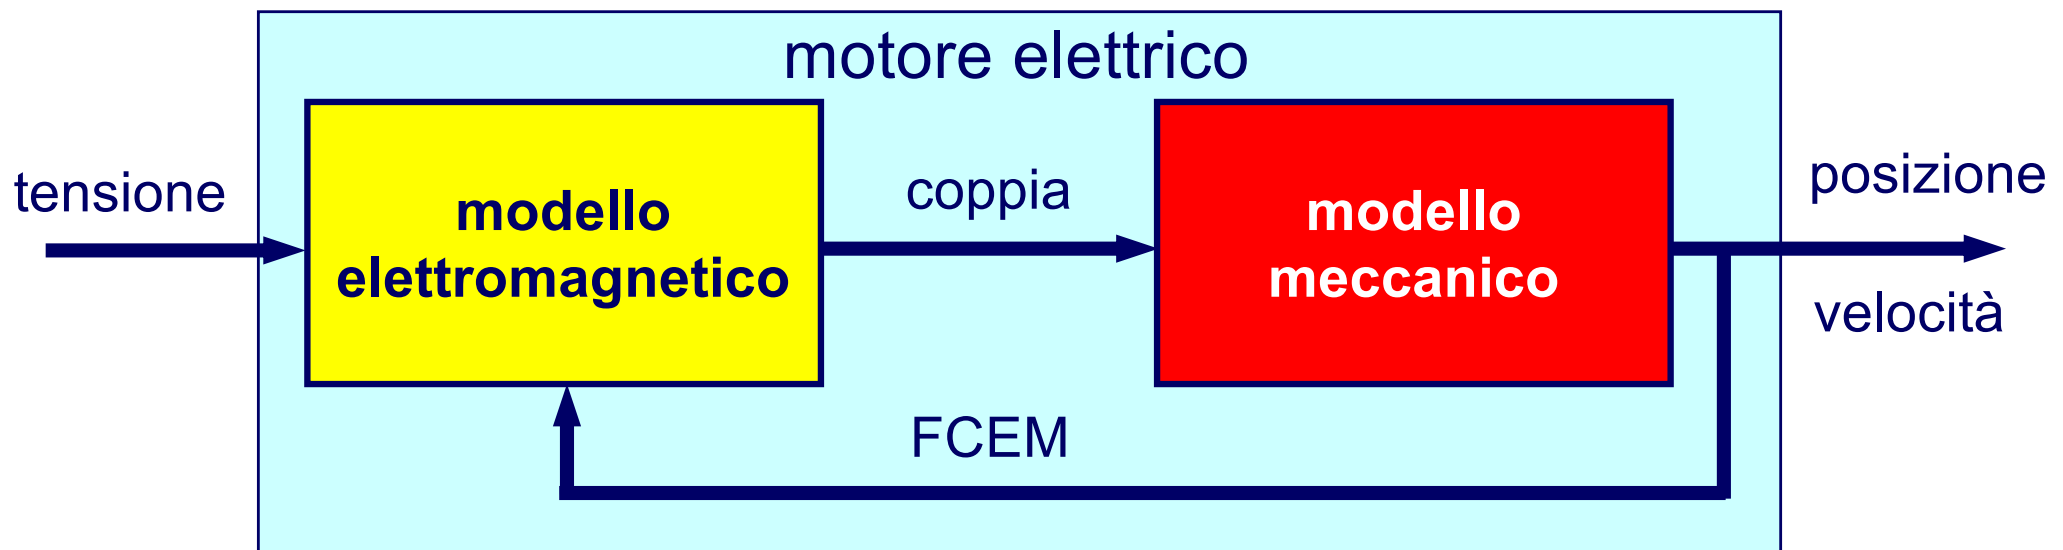 motore elettrico
tensione
modello
elettromagnetico
coppia
modello
meccanico
posizione
velocità
FCEM